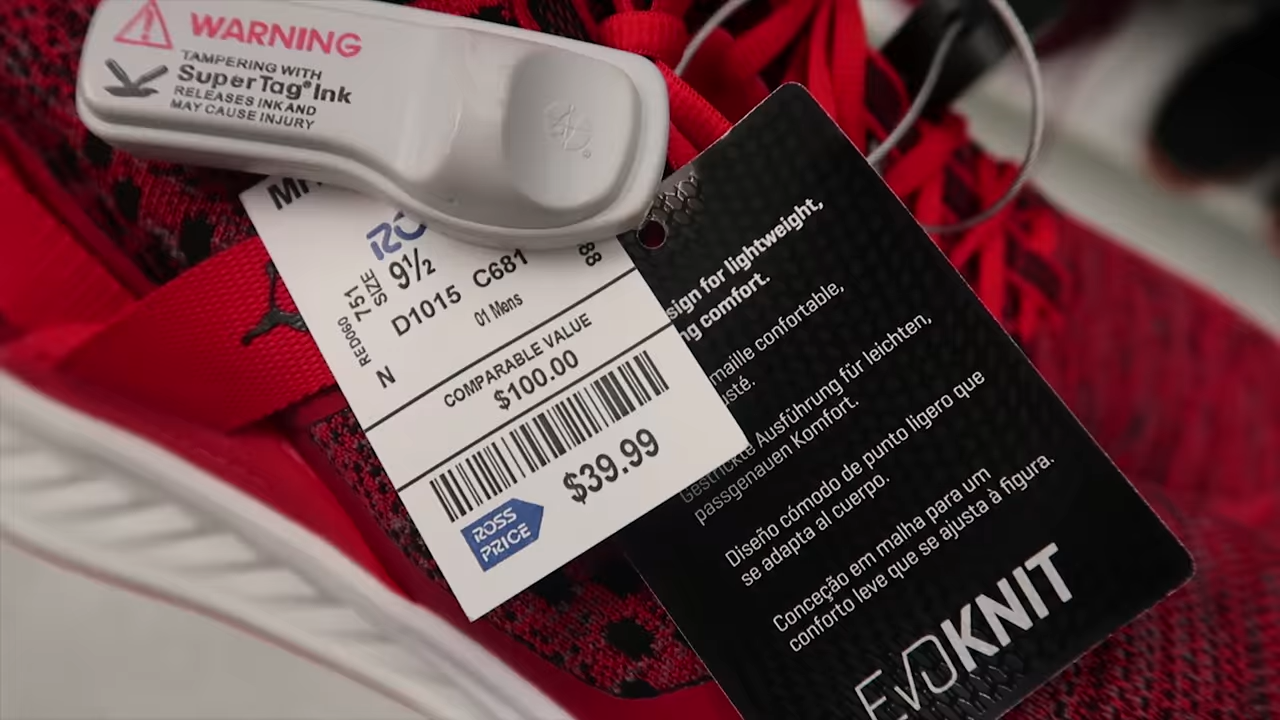 WARNING
TAMPERING WITH
SuperTag® Ink
RELEASES INK AND
MAY CAUSE INJURY
751
SIZE
9½
88
RED060
D1015 C681
01 Mens
N
COMPARABLE VALUE
$100.00
$39.99
ROSS
PRICE
for lightweight,
comfort.
maille confortable,
Gestrickte Ausführung für leichten,
passgenauen Komfort.
Diseño cómodo de punto ligero que
se adapta al cuerpo.
Conceção em malha para um
conforto leve que se ajusta à figura.
EVOKNIT